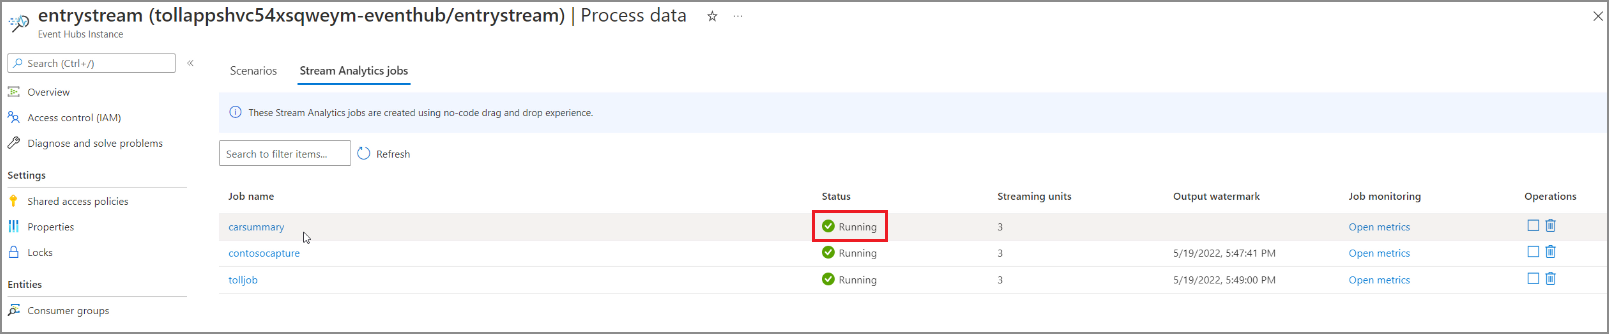 entrystream (tollappshvc54xsqweym-eventhub/entrystream) | Process data ☆ ···
Event Hubs Instance
Search (Ctrl+/) «
Overview
Access control (IAM)
Diagnose and solve problems
Settings
Shared access policies
Properties
Locks
Entities
Consumer groups
Scenarios Stream Analytics jobs
These Stream Analytics jobs are created using no-code drag and drop experience.
Search to filter items... Refresh
Job name Status Streaming units Output watermark Job monitoring Operations
carsummary Running 3 Open metrics
contosocapture Running 3 5/19/2022, 5:47:41 PM Open metrics
tolljob Running 3 5/19/2022, 5:49:00 PM Open metrics